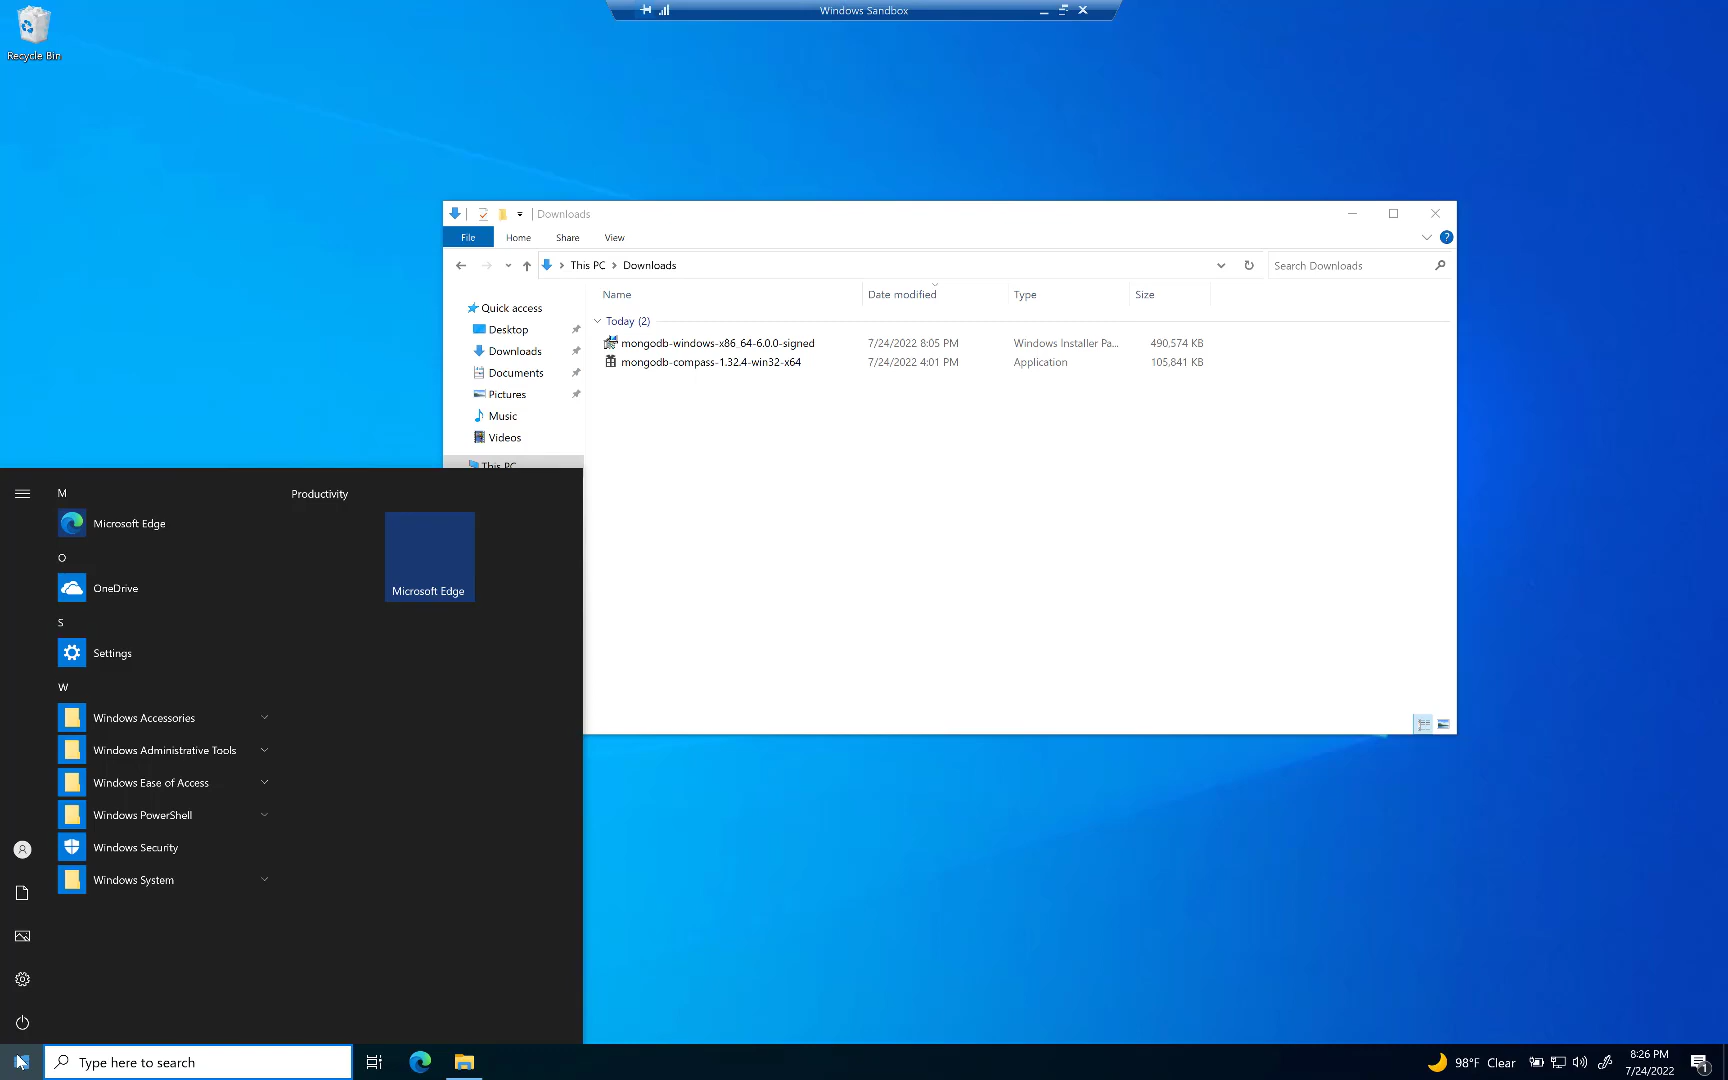 Windows Sandbox
Recycle Bin
Downloads
File Home Share View
This PC Downloads
Search Downloads
Name Date modified Type Size
Quick access
Desktop
Downloads
Documents
Pictures
Music
Videos
This PC
Today (2)
mongodb-windows-x86_64-6.0.0-signed 7/24/2022 8:05 PM Windows Installer Pa... 490,574 KB
mongodb-compass-1.32.4-win32-x64 7/24/2022 4:01 PM Application 105,841 KB
M
Microsoft Edge
O
OneDrive
S
Settings
W
Windows Accessories
Windows Administrative Tools
Windows Ease of Access
Windows PowerShell
Windows Security
Windows System
Productivity
Microsoft Edge
Type here to search
98°F Clear
8:26 PM
7/24/2022
1